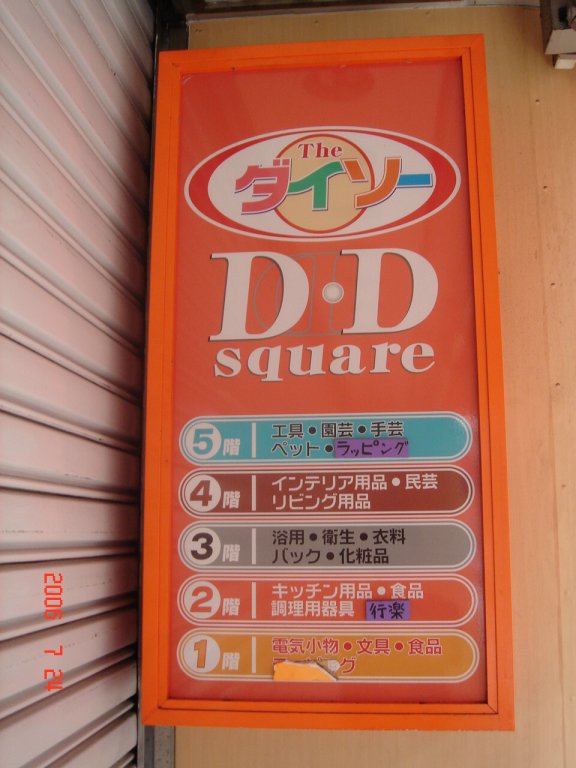 The
ダイソー
D・D
square
5階 工具・園芸・手芸
ペット・ラッピング
4階 インテリア用品・民芸
リビング用品
3階 浴用・衛生・衣料
バック・化粧品
2階 キッチン用品・食品
調理用器具 行楽
1階 電気小物・文具・食品
グ
2006 7 24